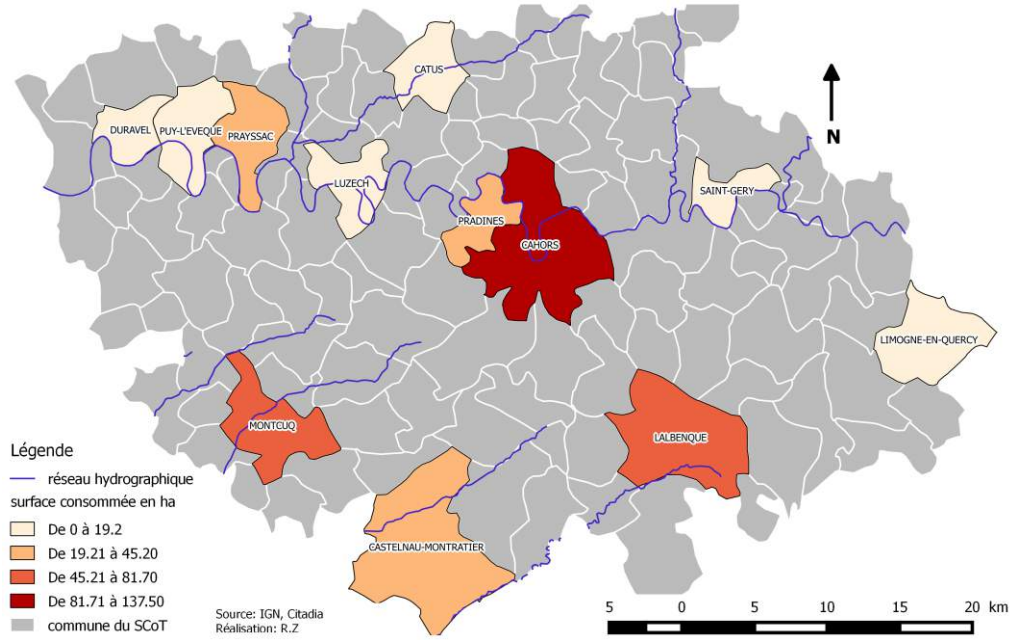 CATUS
DURAVEL
PUY-L'EVEQUE
PRAYSSAC
N
LUZECH
SAINT-GERY
PRADINES
CAHORS
LIMOGNE-EN-QUERCY
MONTCUQ
LALBENQUE
CASTELNAU-MONTRATIER
Légende
réseau hydrographique
surface consommée en ha
De 0 à 19.2
De 19.21 à 45.20
De 45.21 à 81.70
De 81.71 à 137.50
commune du SCoT
Source: IGN, Citadia
Réalisation: R.Z
5 0 5 10 15 20 km